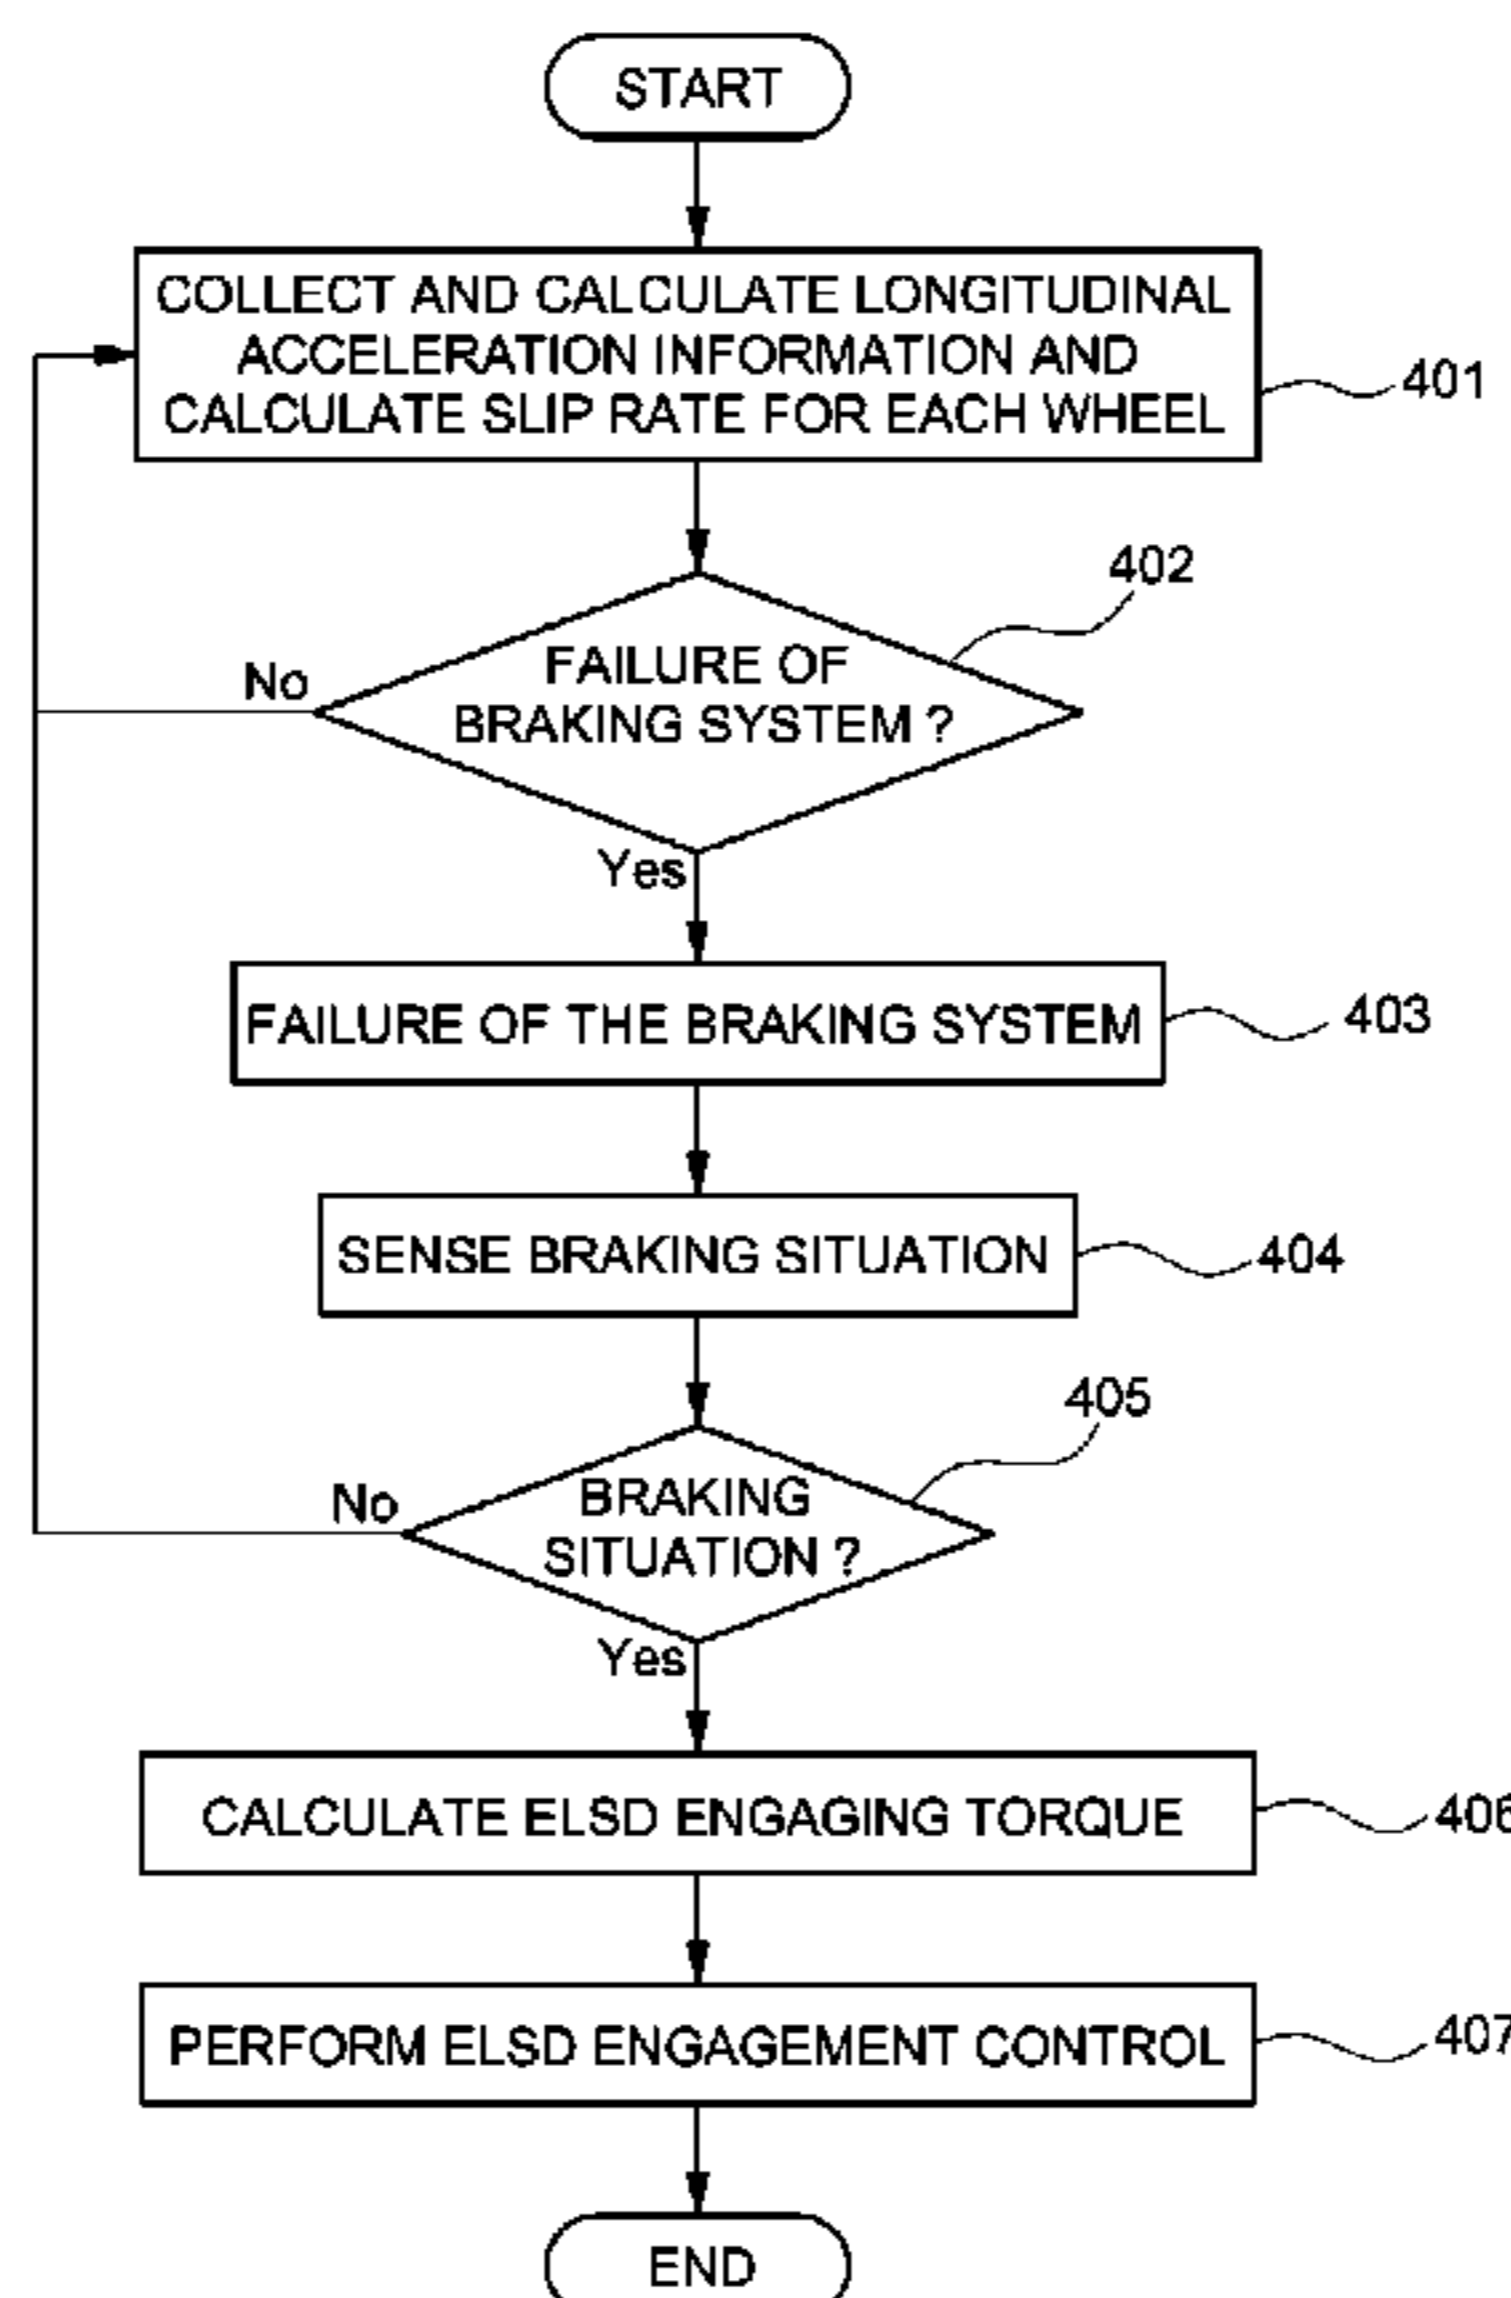 START
COLLECT AND CALCULATE LONGITUDINAL
ACCELERATION INFORMATION AND
CALCULATE SLIP RATE FOR EACH WHEEL
401
402
FAILURE OF
BRAKING SYSTEM ?
No
Yes
FAILURE OF THE BRAKING SYSTEM
403
SENSE BRAKING SITUATION
404
405
BRAKING
SITUATION ?
No
Yes
CALCULATE ELSD ENGAGING TORQUE
406
PERFORM ELSD ENGAGEMENT CONTROL
407
END